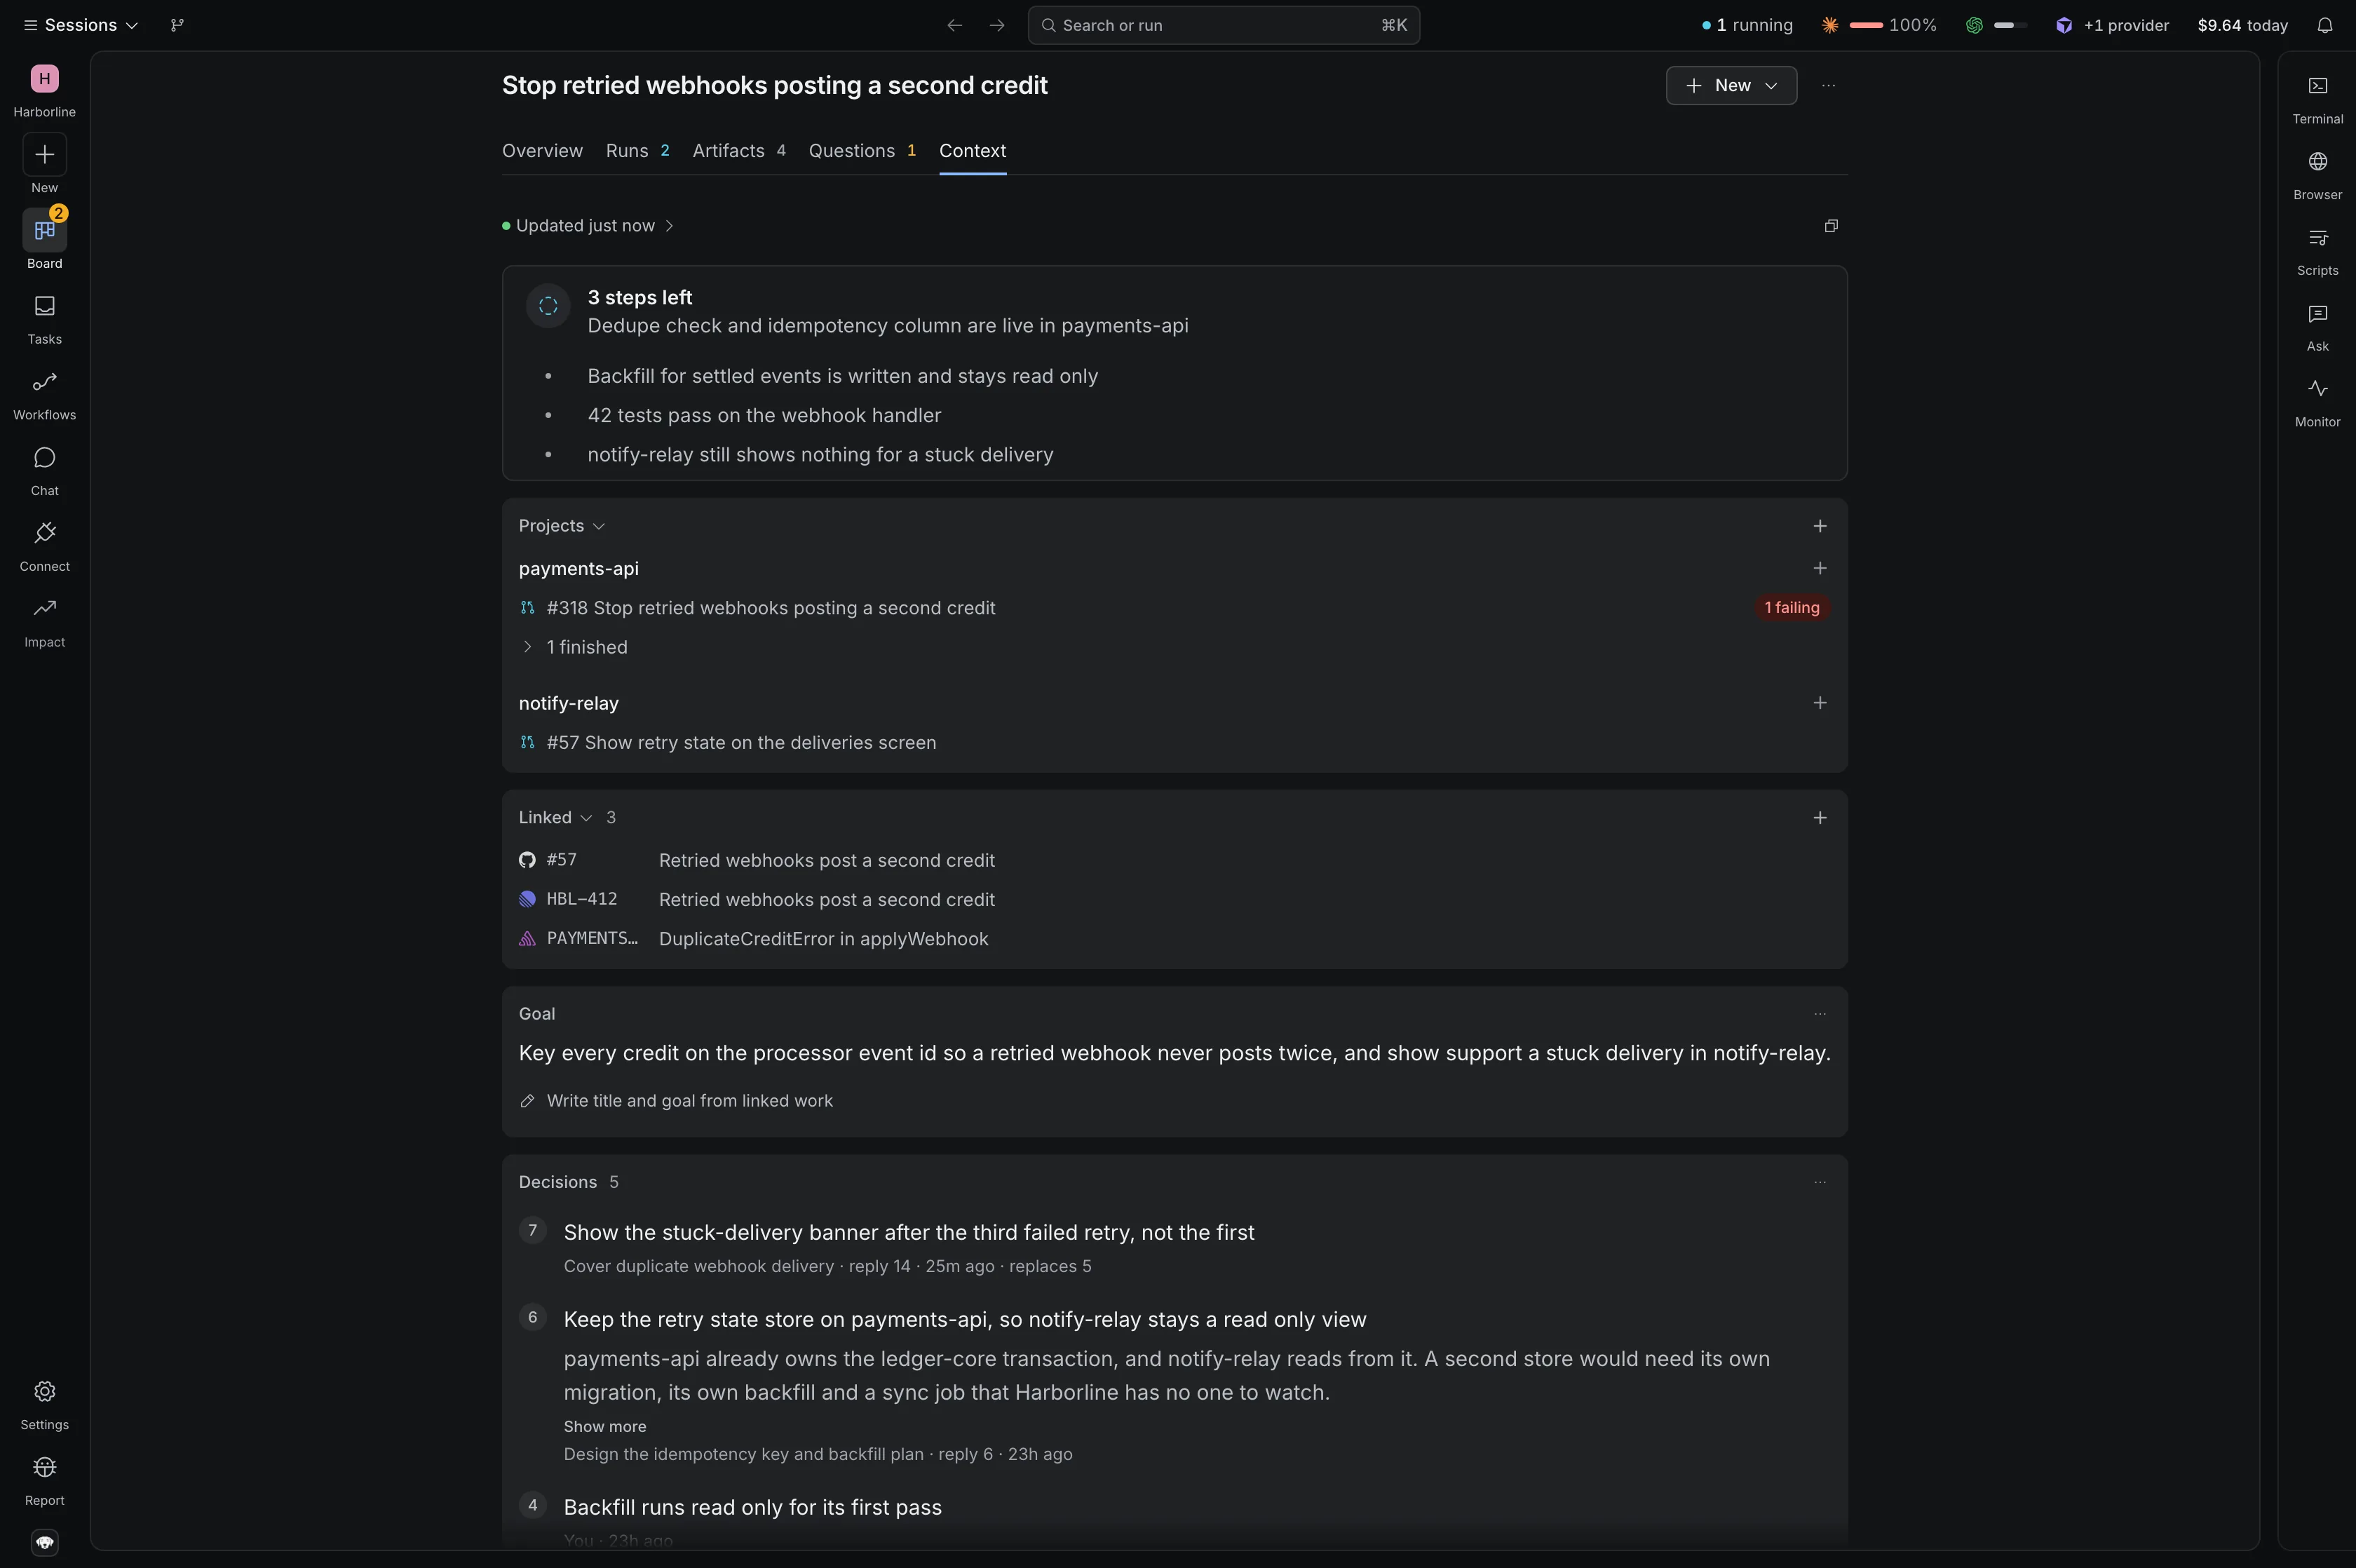 Sessions
Search or run ⌘K
1 running
100%
+1 provider
$9.64 today
H
Harborline
New
2
Board
Tasks
Workflows
Chat
Connect
Impact
Settings
Report
Stop retried webhooks posting a second credit
New
Overview Runs 2 Artifacts 4 Questions 1 Context
Updated just now
3 steps left
Dedupe check and idempotency column are live in payments-api
• Backfill for settled events is written and stays read only
• 42 tests pass on the webhook handler
• notify-relay still shows nothing for a stuck delivery
Projects
payments-api
#318 Stop retried webhooks posting a second credit 1 failing
1 finished
notify-relay
#57 Show retry state on the deliveries screen
Linked 3
#57 Retried webhooks post a second credit
HBL-412 Retried webhooks post a second credit
PAYMENTS… DuplicateCreditError in applyWebhook
Goal
Key every credit on the processor event id so a retried webhook never posts twice, and show support a stuck delivery in notify-relay.
Write title and goal from linked work
Decisions 5
7 Show the stuck-delivery banner after the third failed retry, not the first
Cover duplicate webhook delivery · reply 14 · 25m ago · replaces 5
6 Keep the retry state store on payments-api, so notify-relay stays a read only view
payments-api already owns the ledger-core transaction, and notify-relay reads from it. A second store would need its own
migration, its own backfill and a sync job that Harborline has no one to watch.
Show more
Design the idempotency key and backfill plan · reply 6 · 23h ago
4 Backfill runs read only for its first pass
You · 23h ago
Terminal
Browser
Scripts
Ask
Monitor